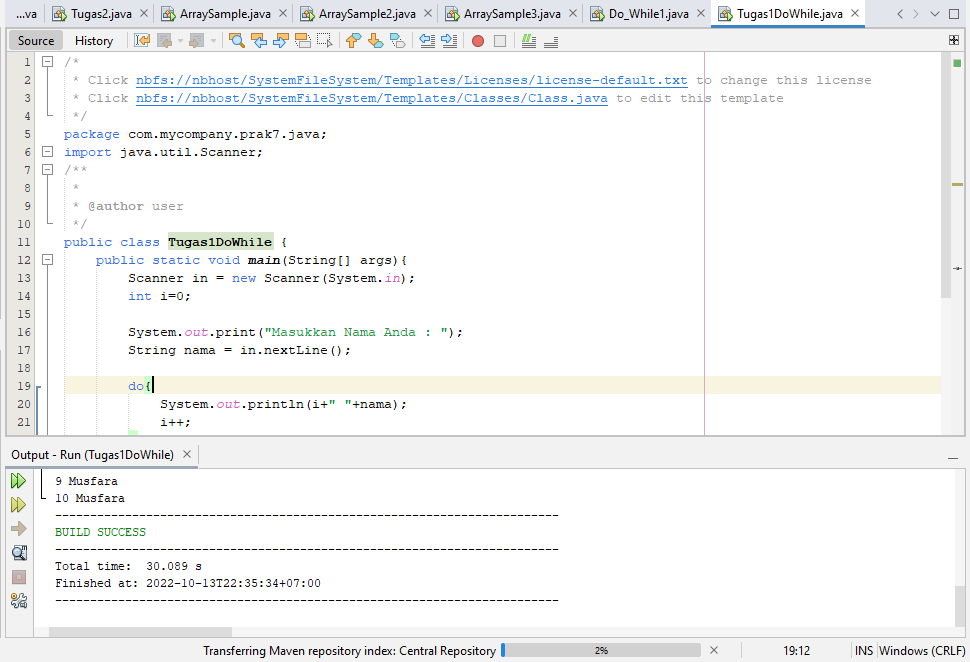 ...va Tugas2.java ArraySample.java ArraySample2.java ArraySample3.java Do_While1.java Tugas1DoWhile.java
Source History
1 /*
2 * Click nbfs://nbhost/SystemFileSystem/Templates/Licenses/license-default.txt to change this license
3 * Click nbfs://nbhost/SystemFileSystem/Templates/Classes/Class.java to edit this template
4 */
5 package com.mycompany.prak7.java;
6 import java.util.Scanner;
7 /**
8 *
9 * @author user
10 */
11 public class Tugas1DoWhile {
12 public static void main(String[] args){
13 Scanner in = new Scanner(System.in);
14 int i=0;
15
16 System.out.print("Masukkan Nama Anda : ");
17 String nama = in.nextLine();
18
19 do{
20 System.out.println(i+" "+nama);
21 i++;
Output - Run (Tugas1DoWhile)
9 Musfara
10 Musfara
------------------------------------------------------------------------
BUILD SUCCESS
------------------------------------------------------------------------
Total time:  30.089 s
Finished at: 2022-10-13T22:35:34+07:00
------------------------------------------------------------------------
Transferring Maven repository index: Central Repository 2% 19:12 INS Windows (CRLF)